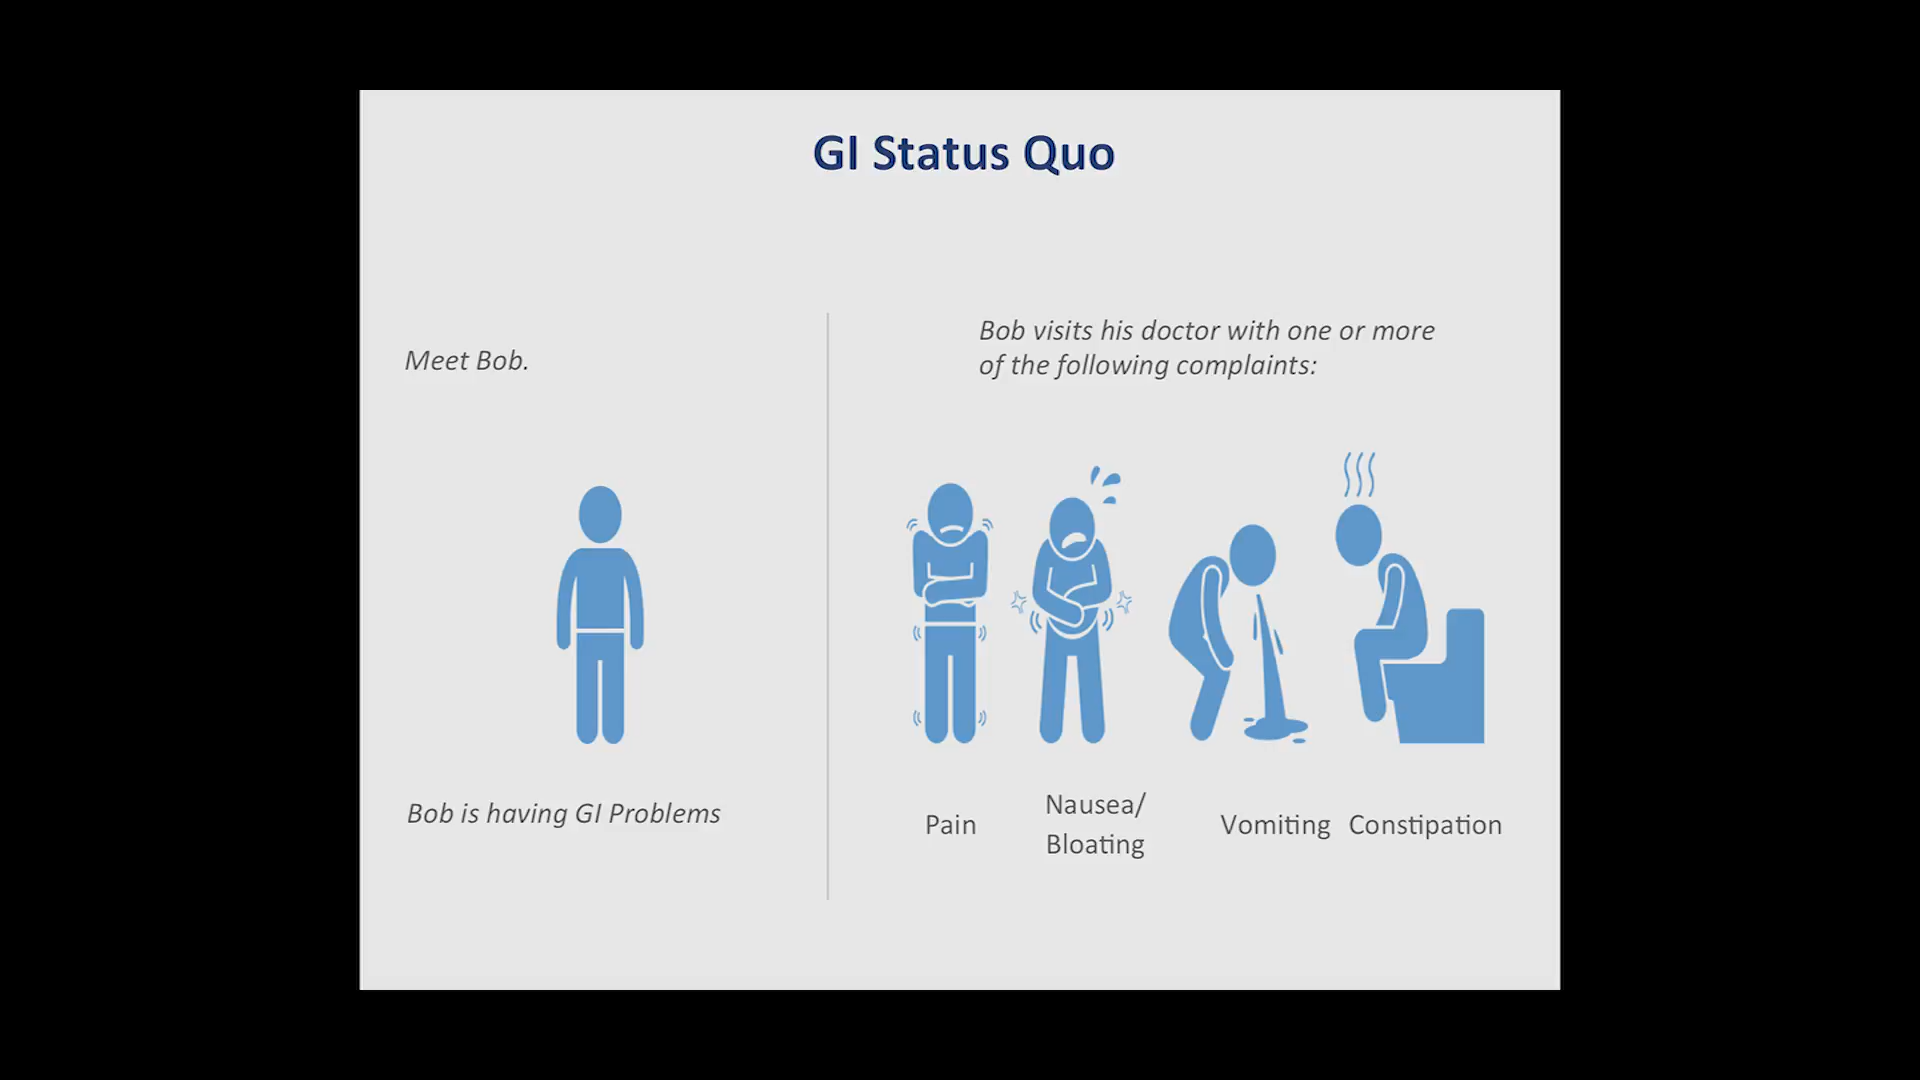 GI Status Quo
Meet Bob.
Bob is having GI Problems
Bob visits his doctor with one or more
of the following complaints:
Pain
Nausea/
Bloating
Vomiting
Constipation